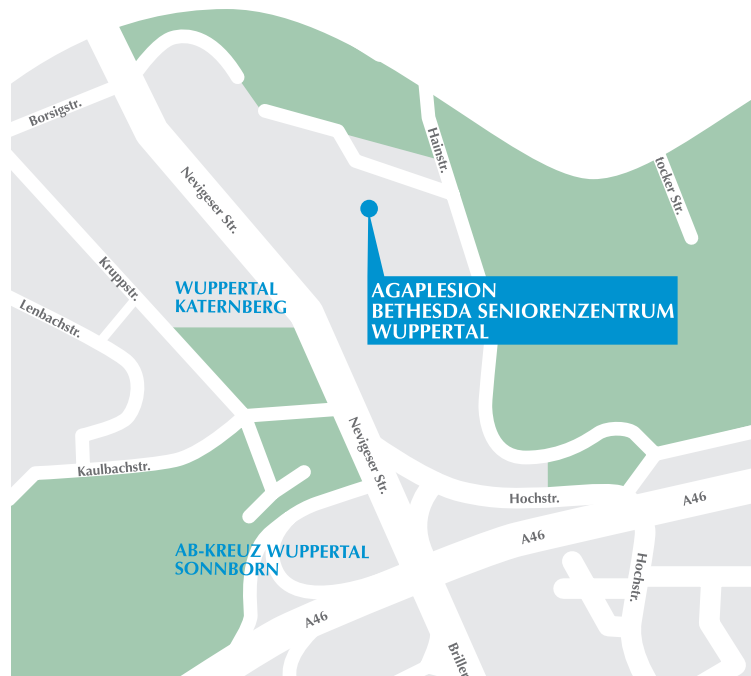 Borsigstr.
Hainstr.
tocker Str.
Nevigeser Str.
Kruppstr.
WUPPERTAL
KATERNBERG
AGAPLESION
BETHESDA SENIORENZENTRUM
WUPPERTAL
Lenbachstr.
Nevigeser Str.
Kaulbachstr.
Hochstr.
A46
A46
AB-KREUZ WUPPERTAL
SONNBORN
Hochstr.
A46
Briller